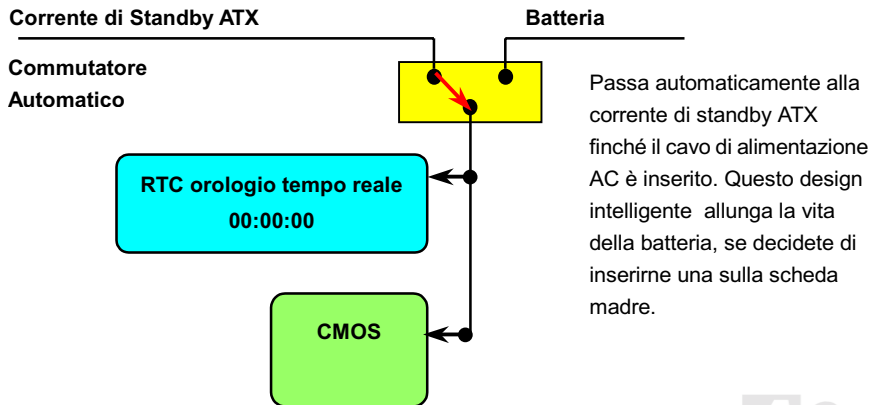 Corrente di Standby ATX
Batteria
Commutatore
Automatico
Passa automaticamente alla
corrente di standby ATX
finché il cavo di alimentazione
AC è inserito. Questo design
intelligente allunga la vita
della batteria, se decidete di
inserirne una sulla scheda
madre.
RTC orologio tempo reale
00:00:00
CMOS